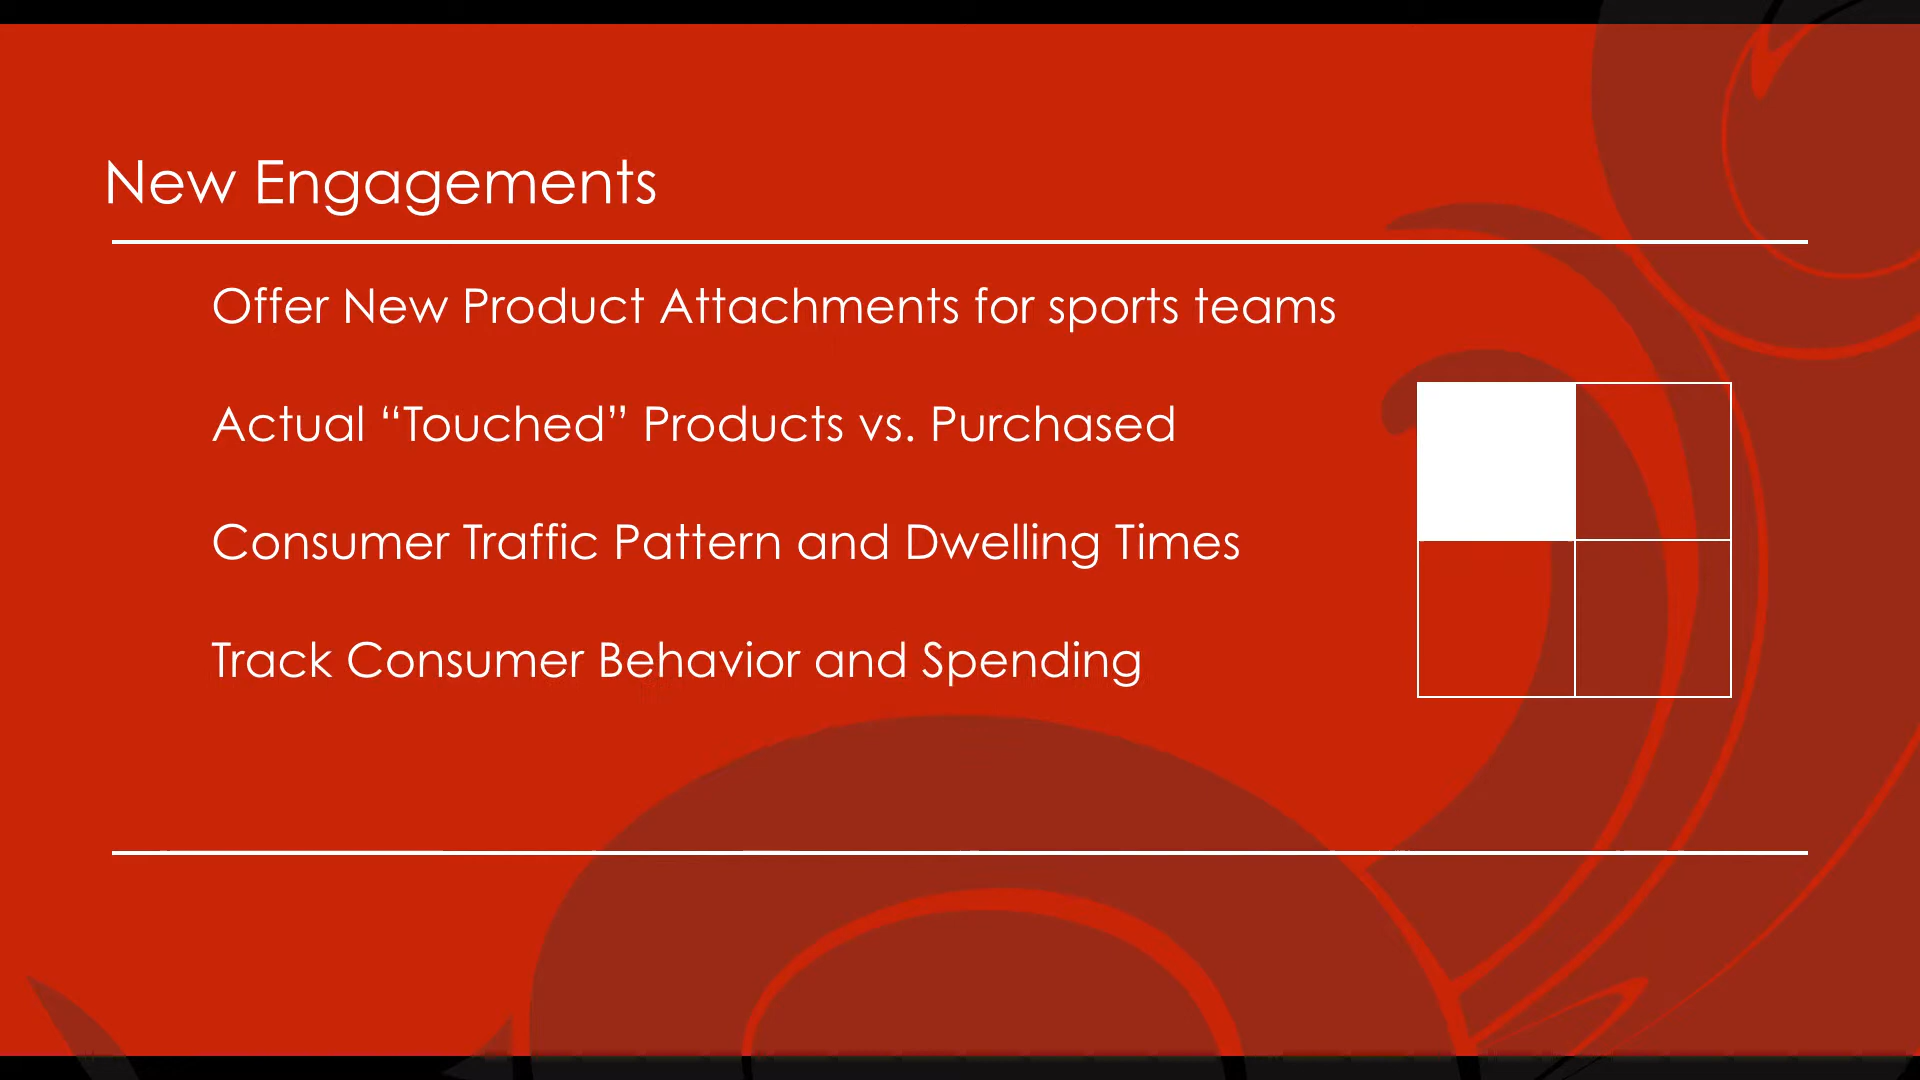 New Engagements
Offer New Product Attachments for sports teams
Actual “Touched” Products vs. Purchased
Consumer Traffic Pattern and Dwelling Times
Track Consumer Behavior and Spending